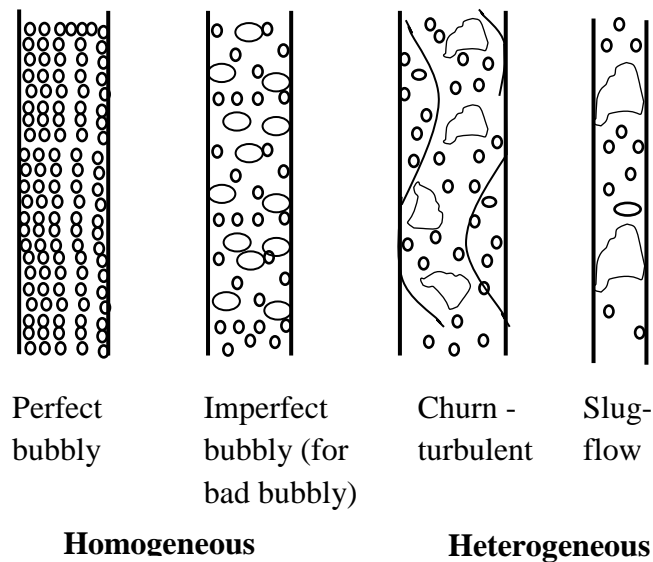 Perfect
bubbly
Imperfect
bubbly (for
bad bubbly)
Churn -
turbulent
Slug-
flow
Homogeneous
Heterogeneous